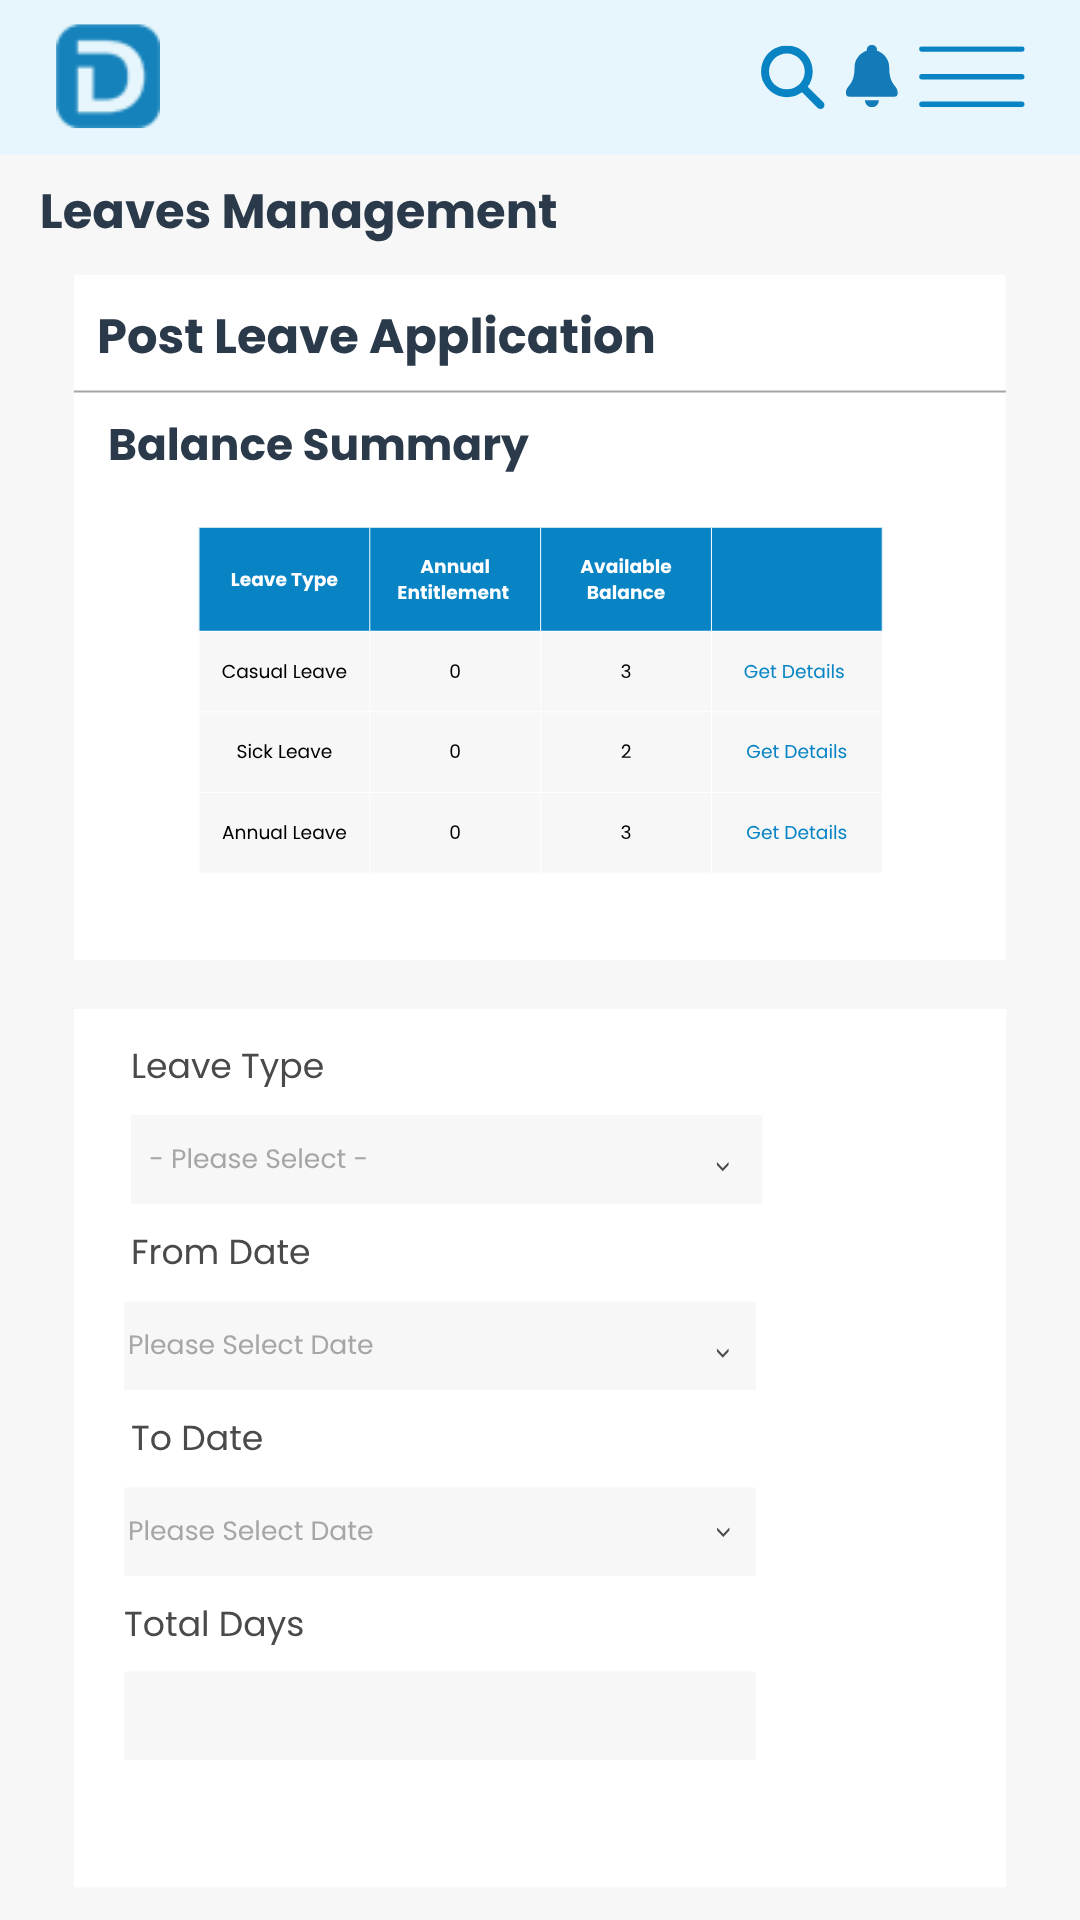 D
Leaves Management
Post Leave Application
Balance Summary
Leave Type
Annual
Entitlement
Available
Balance
Casual Leave 0 3 Get Details
Sick Leave 0 2 Get Details
Annual Leave 0 3 Get Details
Leave Type
- Please Select -
From Date
Please Select Date
To Date
Please Select Date
Total Days